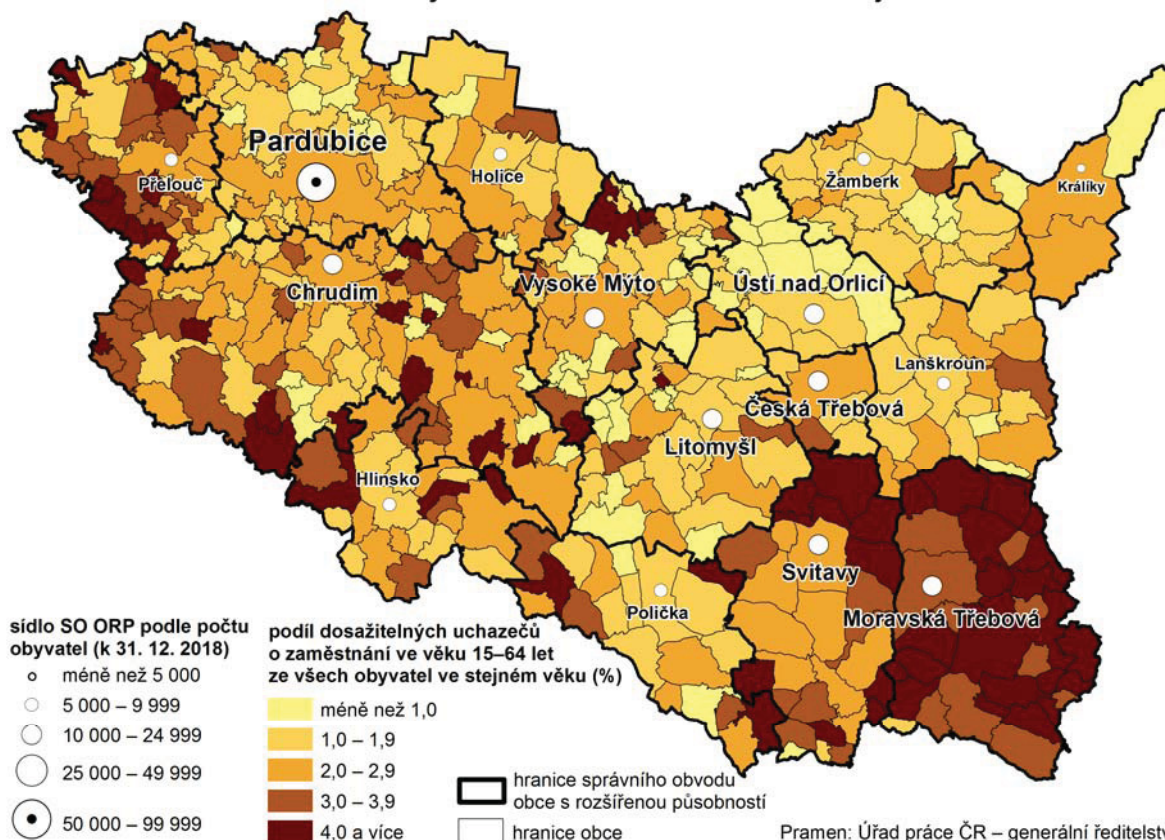 Pardubice
Přelouč
Holice
Žamberk
Králíky
Chrudim
Vysoké Mýto
Ústí nad Orlicí
Lanškroun
Česká Třebová
Litomyšl
Hlinsko
Svitavy
Polička
Moravská Třebová
sídlo SO ORP podle počtu
obyvatel (k 31. 12. 2018)
méně než 5 000
5 000 – 9 999
10 000 – 24 999
25 000 – 49 999
50 000 – 99 999
podíl dosažitelných uchazečů
o zaměstnání ve věku 15–64 let
ze všech obyvatel ve stejném věku (%)
méně než 1,0
1,0 – 1,9
2,0 – 2,9
3,0 – 3,9
4,0 a více
hranice správního obvodu
obce s rozšířenou působností
hranice obce
Pramen: Úřad práce ČR – generální ředitelství